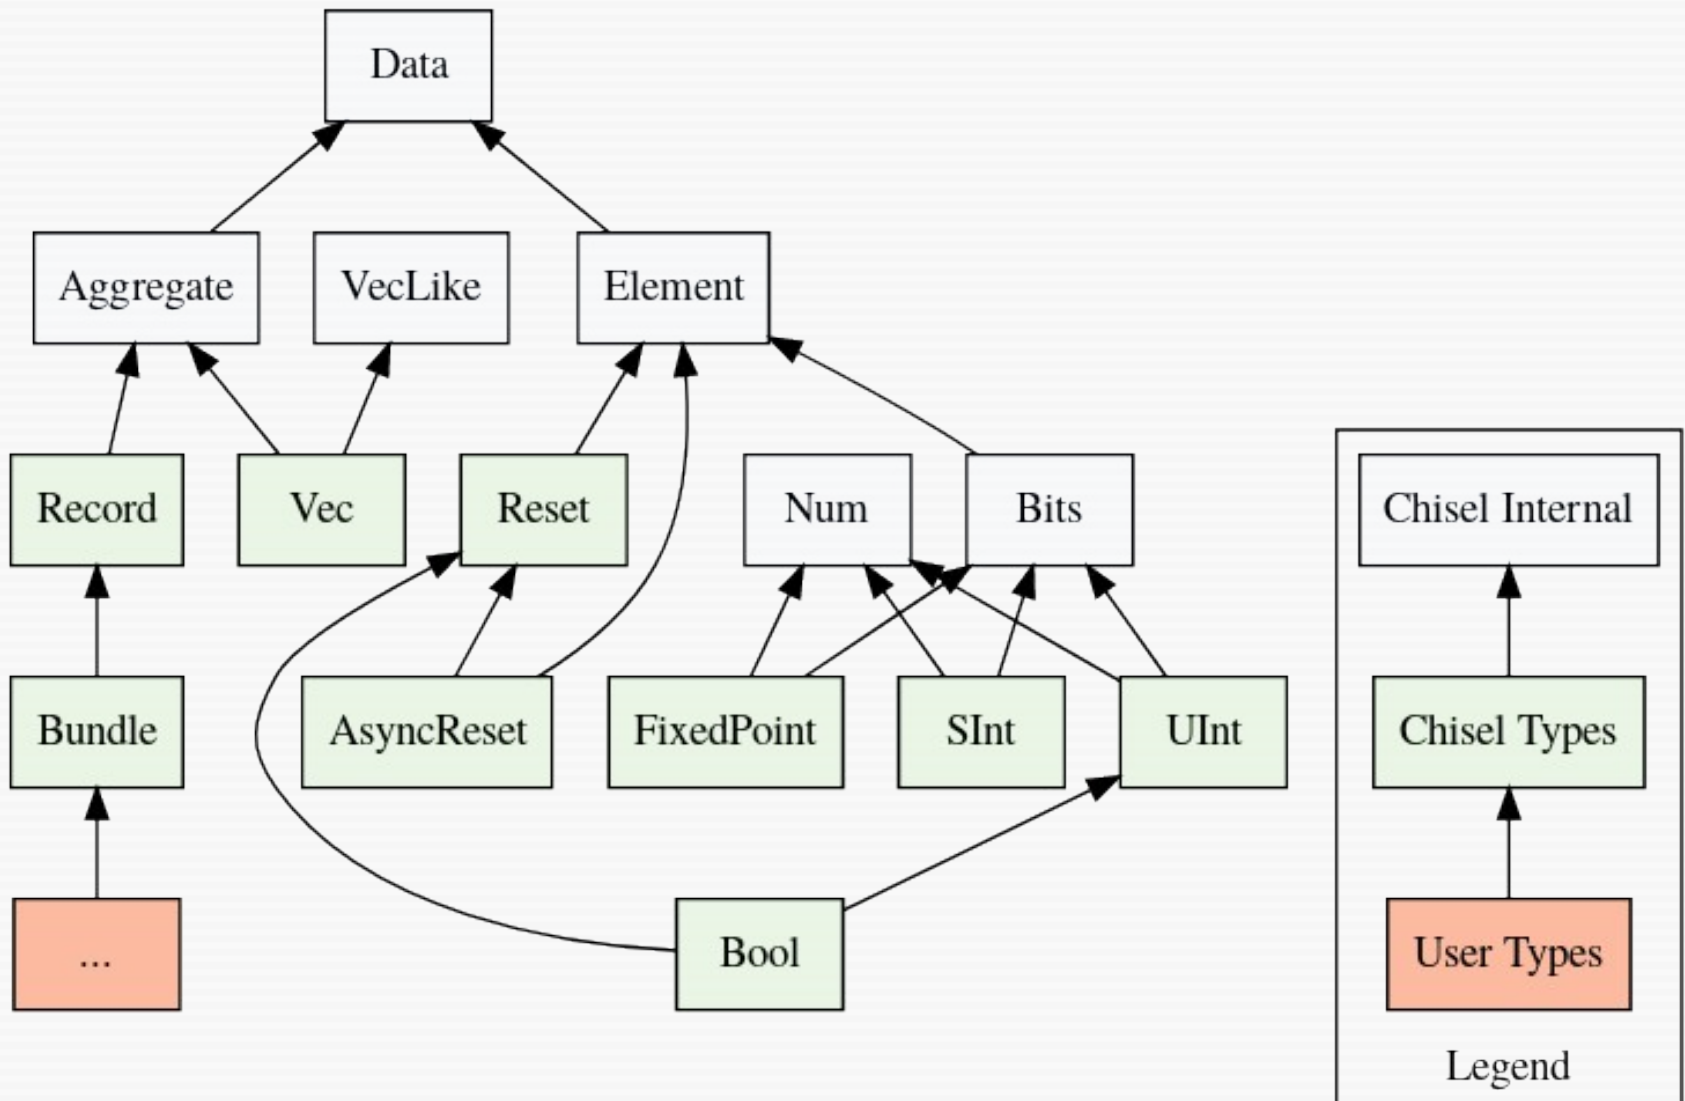 Data
Aggregate
VecLike
Element
Record
Vec
Reset
Num
Bits
Chisel Internal
Bundle
AsyncReset
FixedPoint
SInt
UInt
Chisel Types
...
Bool
User Types
Legend